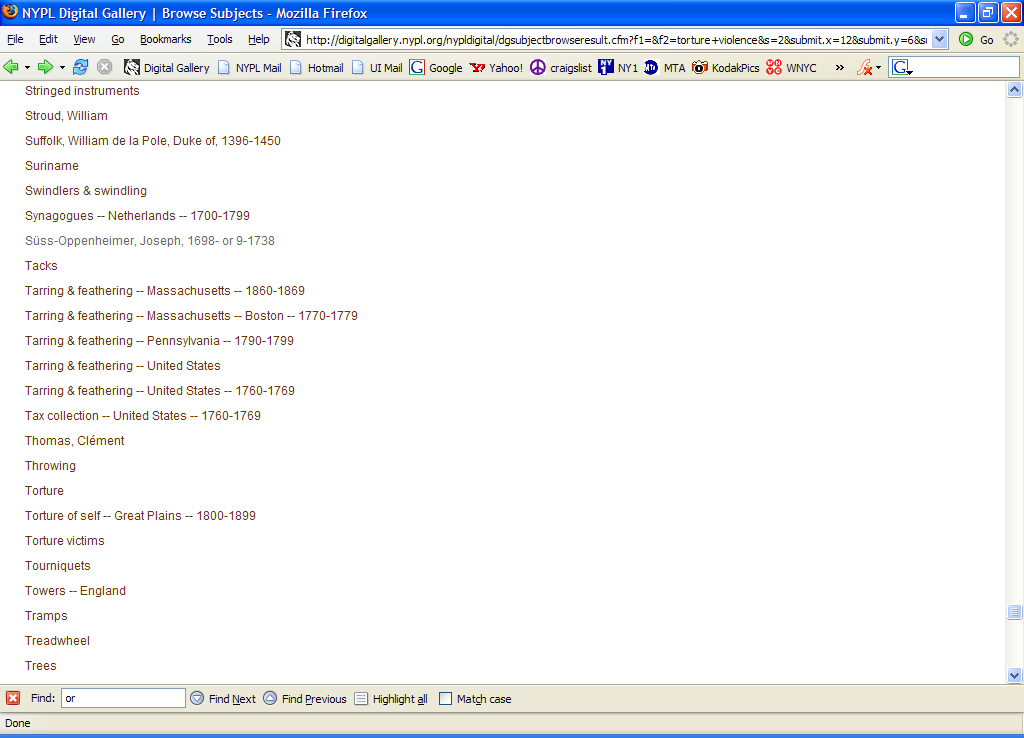 NYPL Digital Gallery | Browse Subjects - Mozilla Firefox
File Edit View Go Bookmarks Tools Help http://digitalgallery.nypl.org/nypldigital/dgsubjectbrowseresult.cfm?f1=&f2=torture+violence&s=2&submit.x=12&submit.y=6&s Go
Digital Gallery NYPL Mail Hotmail UI Mail Google Yahoo! craigslist NY1 MTA KodakPics WNYC »
Stringed instruments
Stroud, William
Suffolk, William de la Pole, Duke of, 1396-1450
Suriname
Swindlers & swindling
Synagogues -- Netherlands -- 1700-1799
Süss-Oppenheimer, Joseph, 1698- or 9-1738
Tacks
Tarring & feathering -- Massachusetts -- 1860-1869
Tarring & feathering -- Massachusetts -- Boston -- 1770-1779
Tarring & feathering -- Pennsylvania -- 1790-1799
Tarring & feathering -- United States
Tarring & feathering -- United States -- 1760-1769
Tax collection -- United States -- 1760-1769
Thomas, Clément
Throwing
Torture
Torture of self -- Great Plains -- 1800-1899
Torture victims
Tourniquets
Towers -- England
Tramps
Treadwheel
Trees
Find: or Find Next Find Previous Highlight all Match case
Done